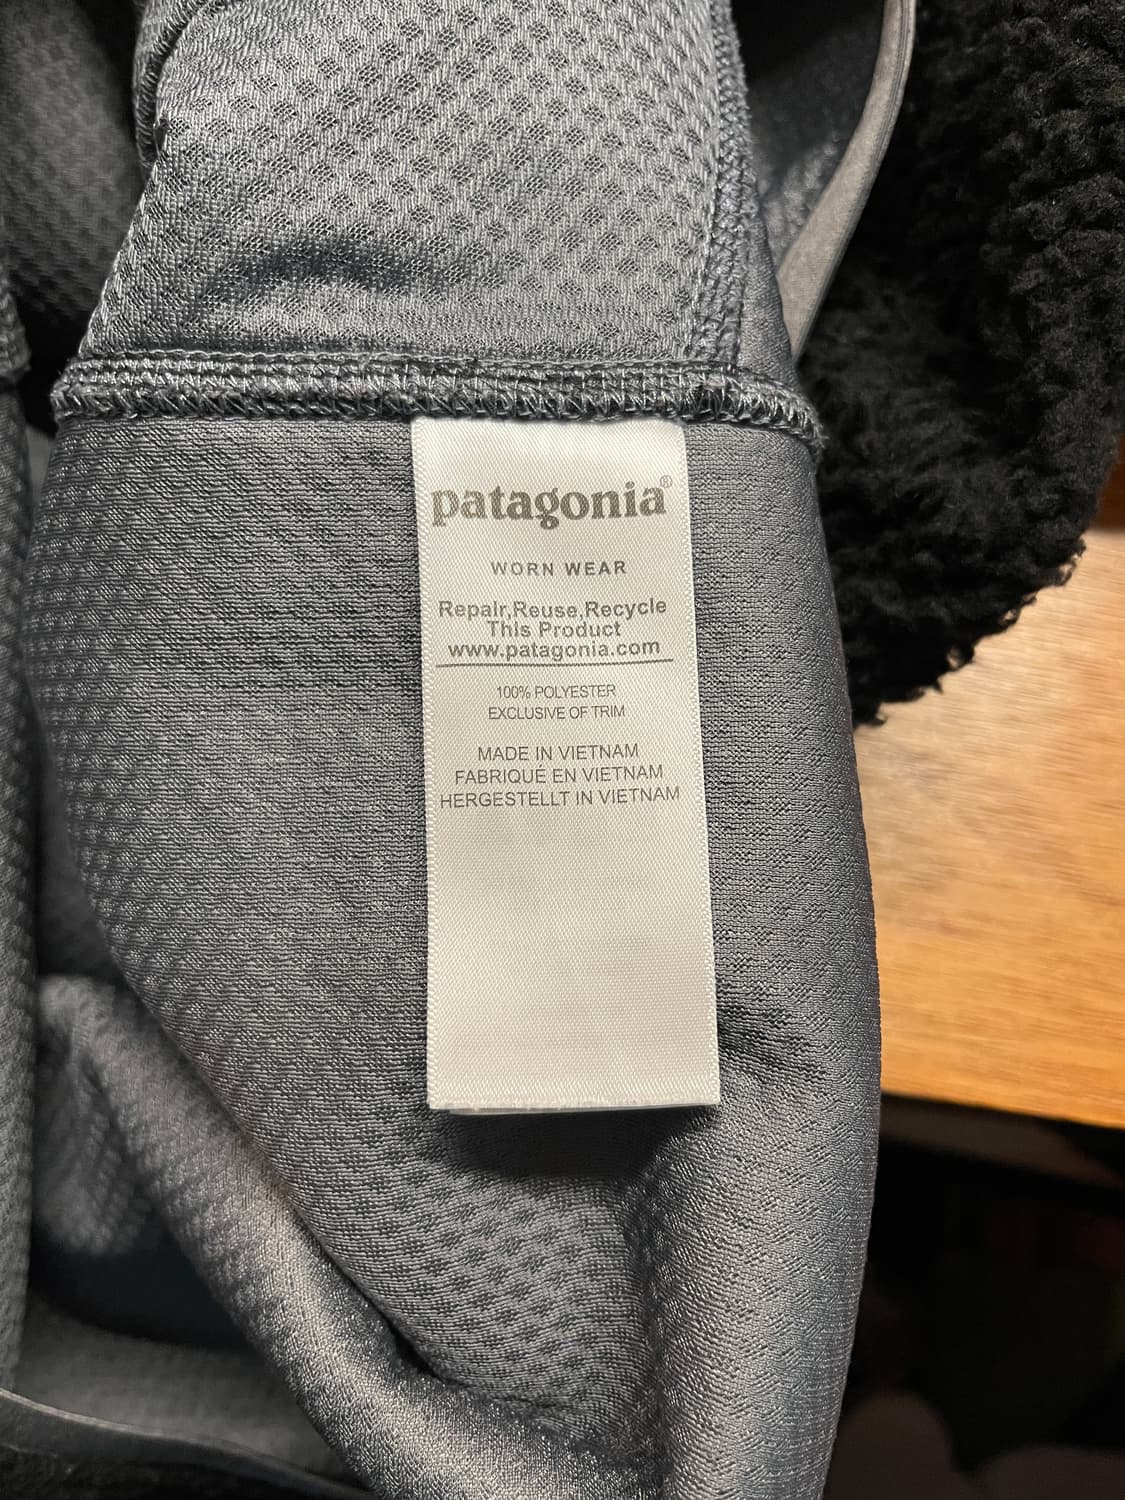 patagonia®
WORN WEAR
Repair,Reuse,Recycle
This Product
www.patagonia.com
100% POLYESTER
EXCLUSIVE OF TRIM
MADE IN VIETNAM
FABRIQUE EN VIETNAM
HERGESTELLT IN VIETNAM